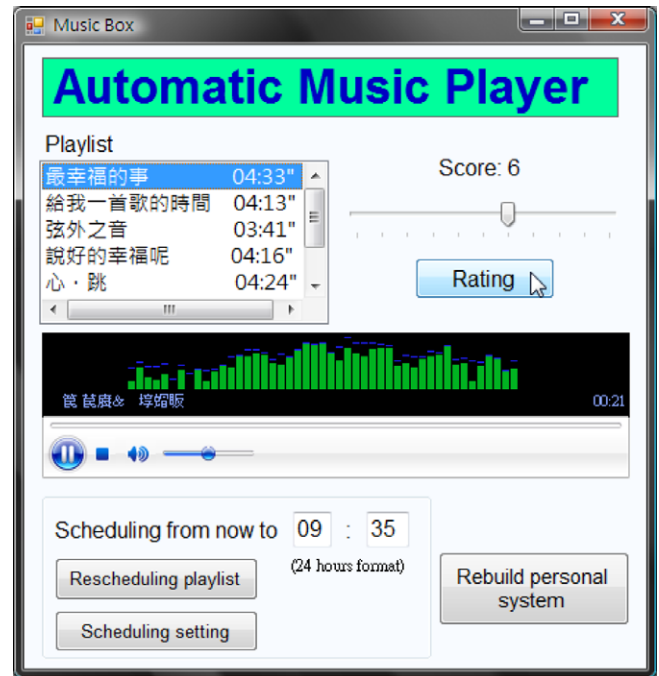 Music Box
Automatic Music Player
Playlist
最幸福的事 04:33"
給我一首歌的時間 04:13"
弦外之音 03:41"
說好的幸福呢 04:16"
心・跳 04:24"
Score: 6
Rating
00:21
Scheduling from now to 09 : 35
(24 hours format)
Rescheduling playlist
Scheduling setting
Rebuild personal
system